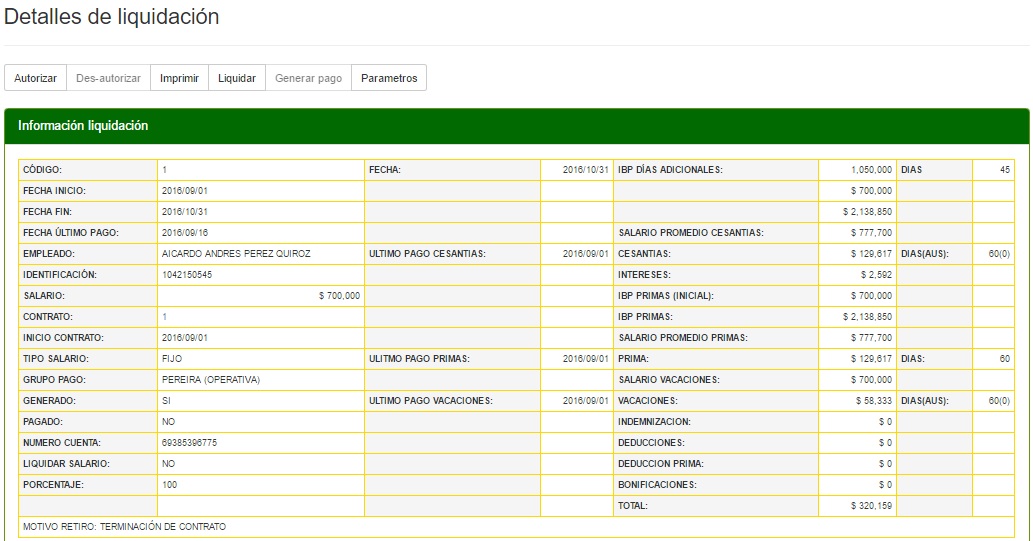 Detalles de liquidación
Autorizar Des-autorizar Imprimir Liquidar Generar pago Parametros
Información liquidación
CÓDIGO: 1 FECHA: 2016/10/31 IBP DÍAS ADICIONALES: 1,050,000 DIAS 45
FECHA INICIO: 2016/09/01 $ 700,000
FECHA FIN: 2016/10/31 $ 2,138,850
FECHA ÚLTIMO PAGO: 2016/09/16 SALARIO PROMEDIO CESANTIAS: $ 777,700
EMPLEADO: AICARDO ANDRES PEREZ QUIROZ ULTIMO PAGO CESANTIAS: 2016/09/01 CESANTIAS: $ 129,617 DIAS(AUS): 60(0)
IDENTIFICACIÓN: 1042150545 INTERESES: $ 2,592
SALARIO: $ 700,000 IBP PRIMAS (INICIAL): $ 700,000
CONTRATO: 1 IBP PRIMAS: $ 2,138,850
INICIO CONTRATO: 2016/09/01 SALARIO PROMEDIO PRIMAS: $ 777,700
TIPO SALARIO: FIJO ULITMO PAGO PRIMAS: 2016/09/01 PRIMA: $ 129,617 DIAS: 60
GRUPO PAGO: PEREIRA (OPERATIVA) SALARIO VACACIONES: $ 700,000
GENERADO: SI ULTIMO PAGO VACACIONES: 2016/09/01 VACACIONES: $ 58,333 DIAS(AUS): 60(0)
PAGADO: NO INDEMNIZACION: $ 0
NUMERO CUENTA: 69385396775 DEDUCCIONES: $ 0
LIQUIDAR SALARIO: NO DEDUCCION PRIMA: $ 0
PORCENTAJE: 100 BONIFICACIONES: $ 0
TOTAL: $ 320,159
MOTIVO RETIRO: TERMINACIÓN DE CONTRATO